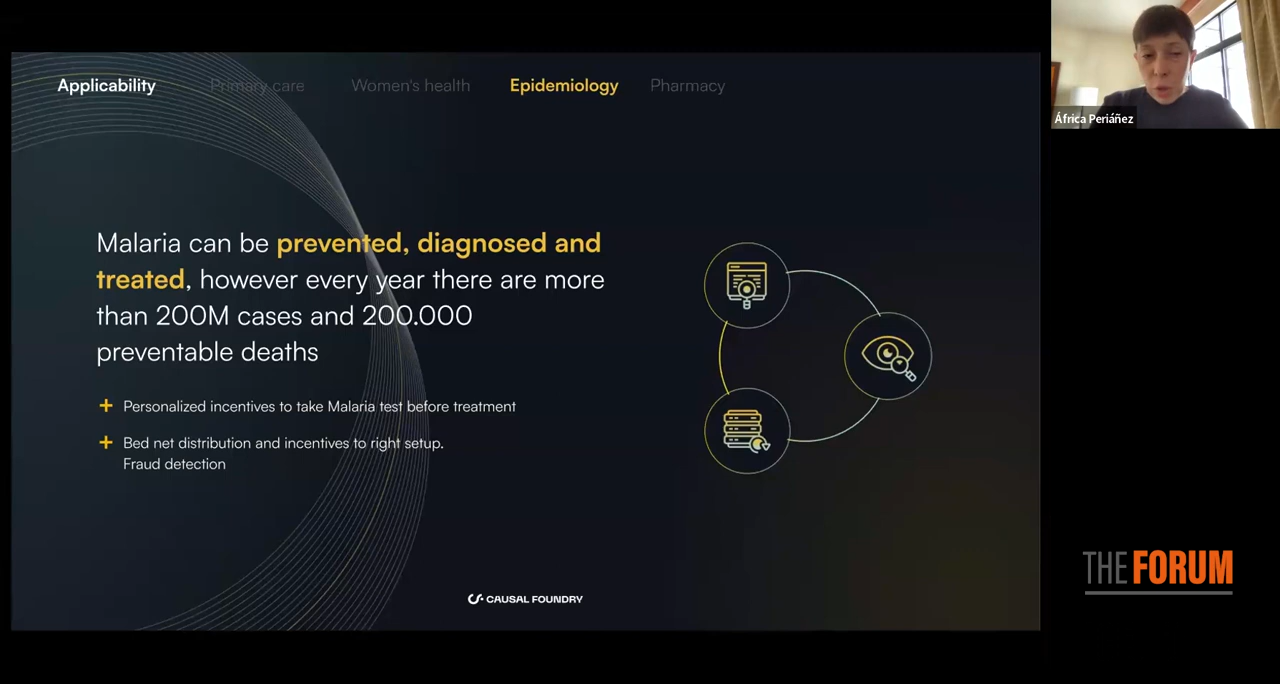 Applicability Primary care Women's health Epidemiology Pharmacy
Malaria can be prevented, diagnosed and
treated, however every year there are more
than 200M cases and 200.000
preventable deaths
+ Personalized incentives to take Malaria test before treatment
+ Bed net distribution and incentives to right setup.
Fraud detection
CAUSAL FOUNDRY
África Periáñez
THE FORUM